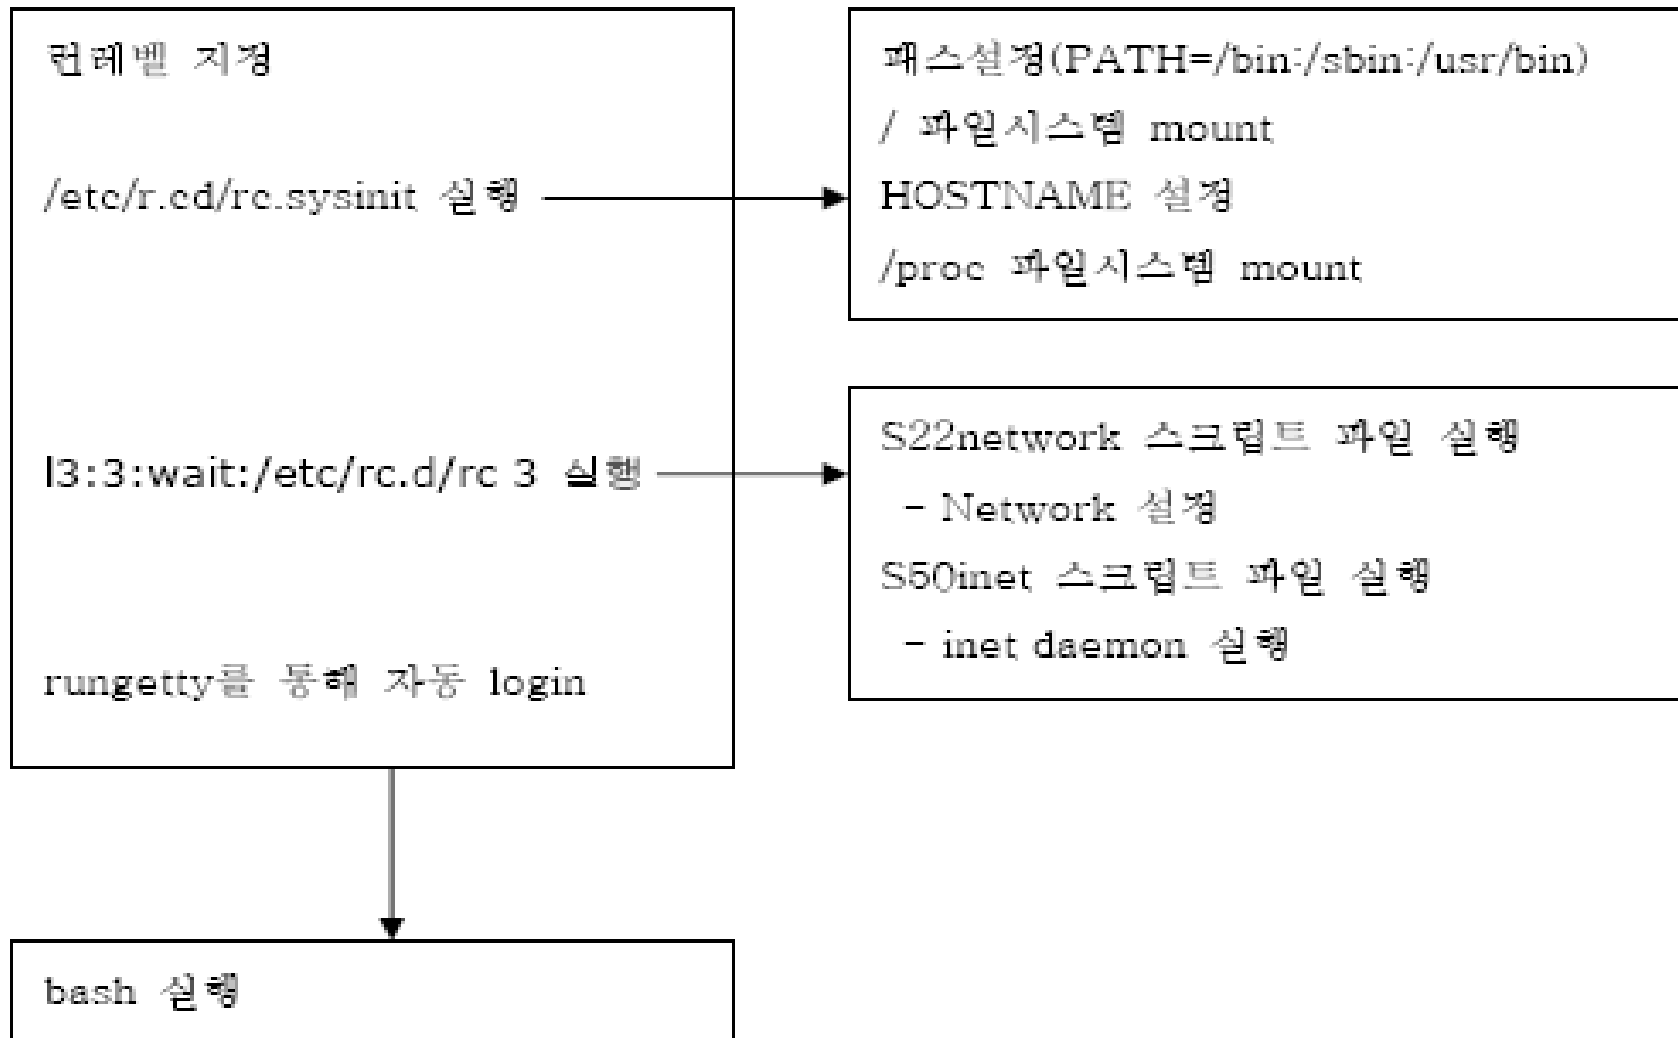 런레벨 지정
/etc/r.cd/rc.sysinit 실행
l3:3:wait:/etc/rc.d/rc 3 실행
rungetty를 통해 자동 login
패스설정(PATH=/bin:/sbin:/usr/bin)
/ 파일시스템 mount
HOSTNAME 설정
/proc 파일시스템 mount
S22network 스크립트 파일 실행
- Network 설정
S50inet 스크립트 파일 실행
- inet daemon 실행
bash 실행